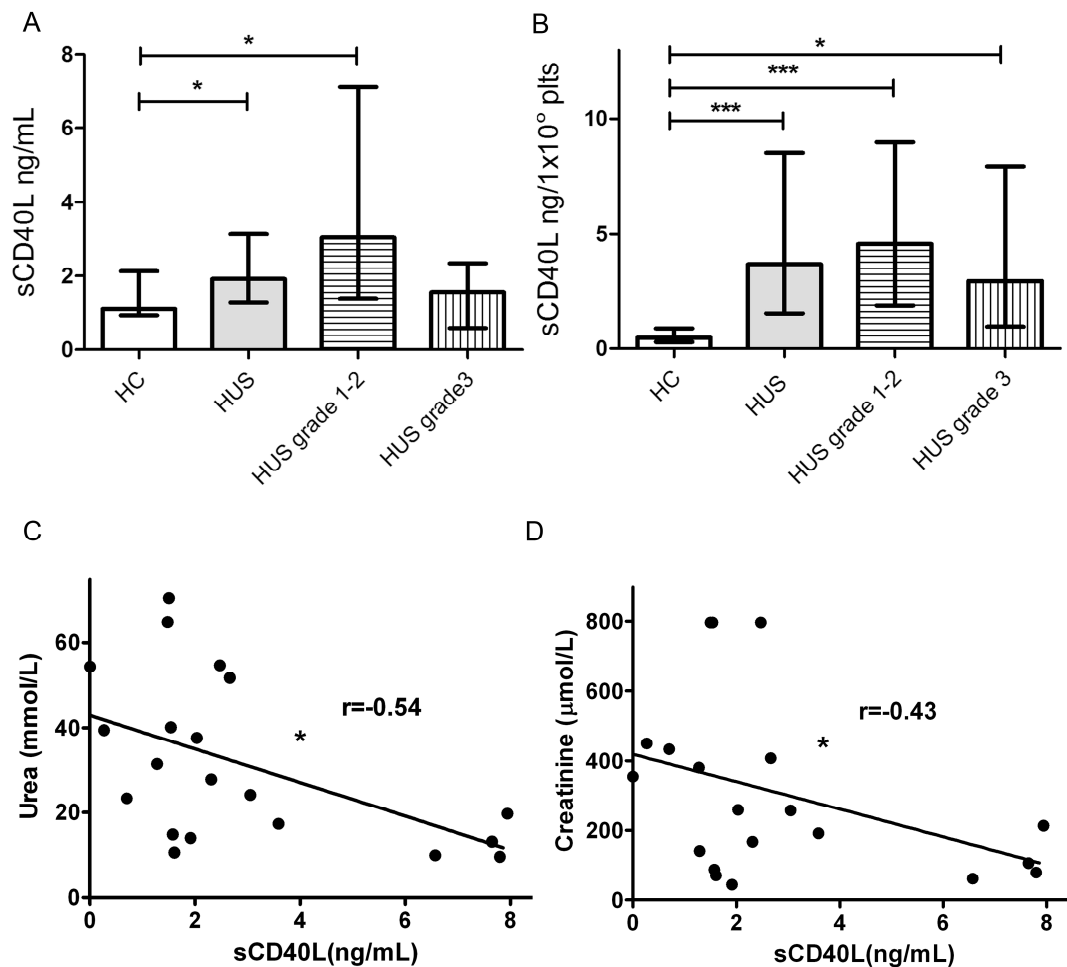 A
sCD40L ng/mL
8
6
4
2
0
*
*
HC
HUS
HUS grade 1-2
HUS grade3
B
sCD40L ng/1x10° plts
10
5
0
*
***
***
HC
HUS
HUS grade 1-2
HUS grade 3
C
Urea (mmol/L)
60
40
20
0
r=-0.54
*
0 2 4 6 8
sCD40L(ng/mL)
D
Creatinine (μmol/L)
800
600
400
200
0
r=-0.43
*
0 2 4 6 8
sCD40L(ng/mL)